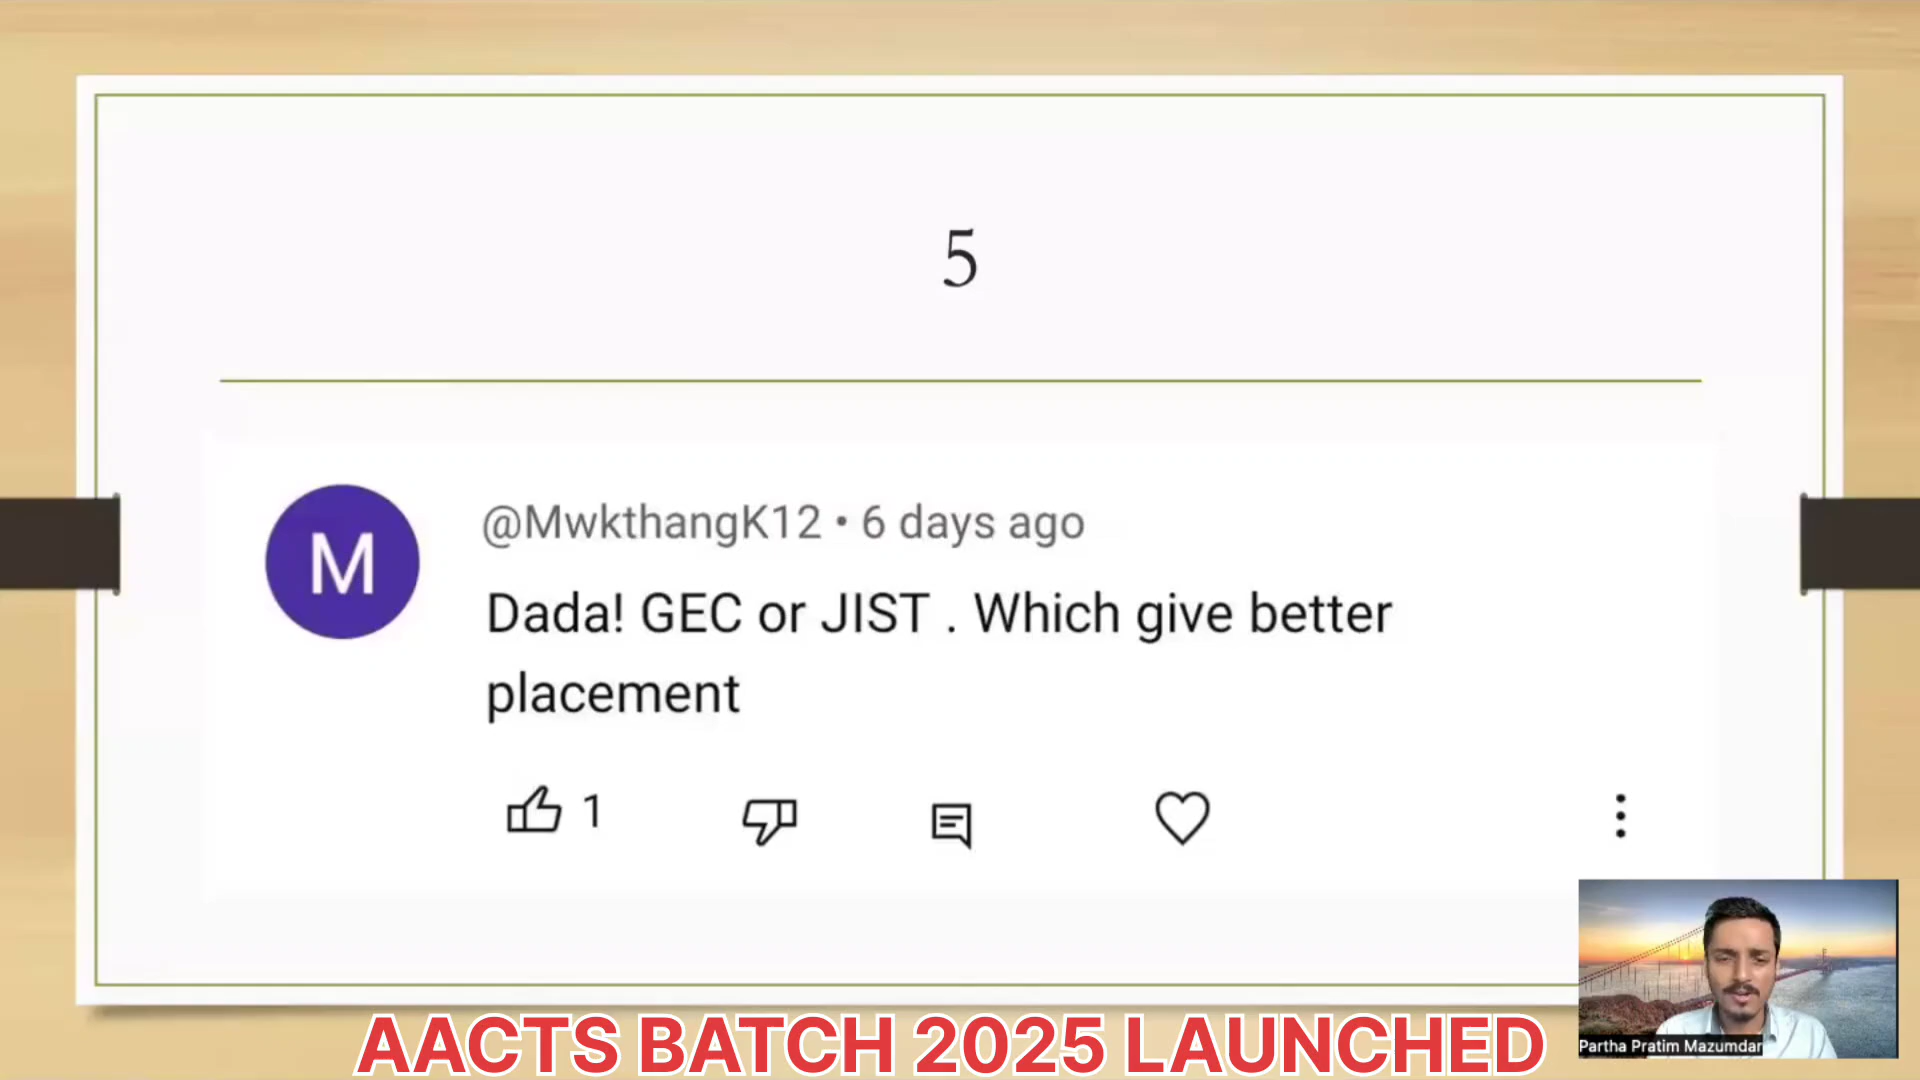 5
M
@MwkthangK12 • 6 days ago
Dada! GEC or JIST . Which give better
placement
1
Partha Pratim Mazumdar
AACTS BATCH 2025 LAUNCHED